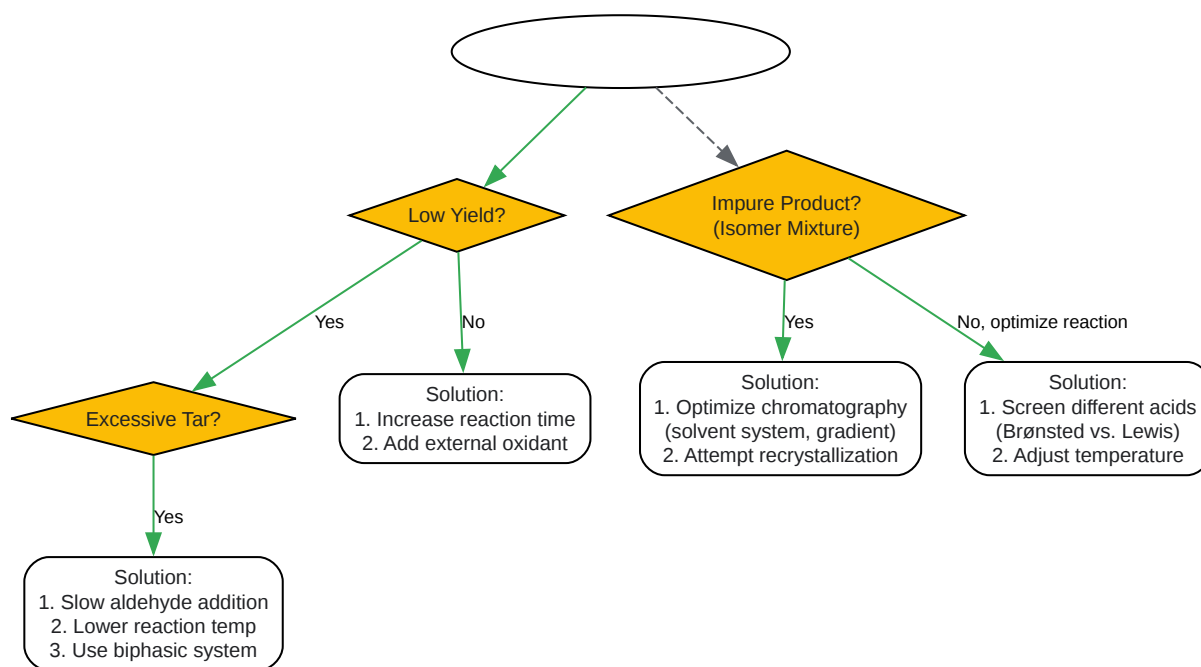 Low Yield?
Impure Product?
(Isomer Mixture)
Yes
No
Yes
No, optimize reaction
Excessive Tar?
Solution:
1. Increase reaction time
2. Add external oxidant
Solution:
1. Optimize chromatography
(solvent system, gradient)
2. Attempt recrystallization
Solution:
1. Screen different acids
(Brønsted vs. Lewis)
2. Adjust temperature
Yes
Solution:
1. Slow aldehyde addition
2. Lower reaction temp
3. Use biphasic system